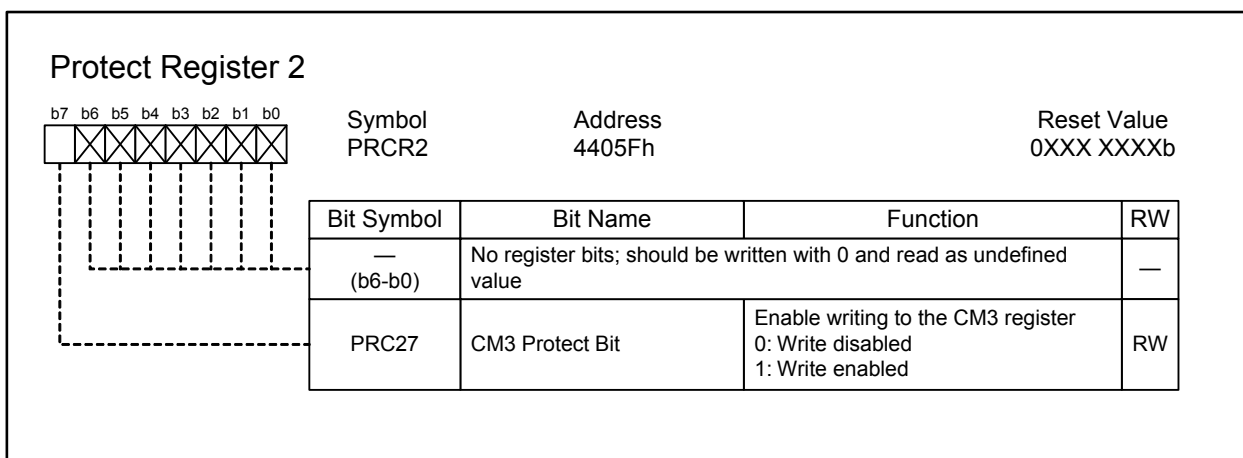 Protect Register 2
b7 b6 b5 b4 b3 b2 b1 b0
Symbol Address Reset Value
PRCR2 4405Fh 0XXX XXXXb
Bit Symbol Bit Name Function RW
—
(b6-b0)
No register bits; should be written with 0 and read as undefined
value
—
PRC27
CM3 Protect Bit
Enable writing to the CM3 register
0: Write disabled
1: Write enabled
RW